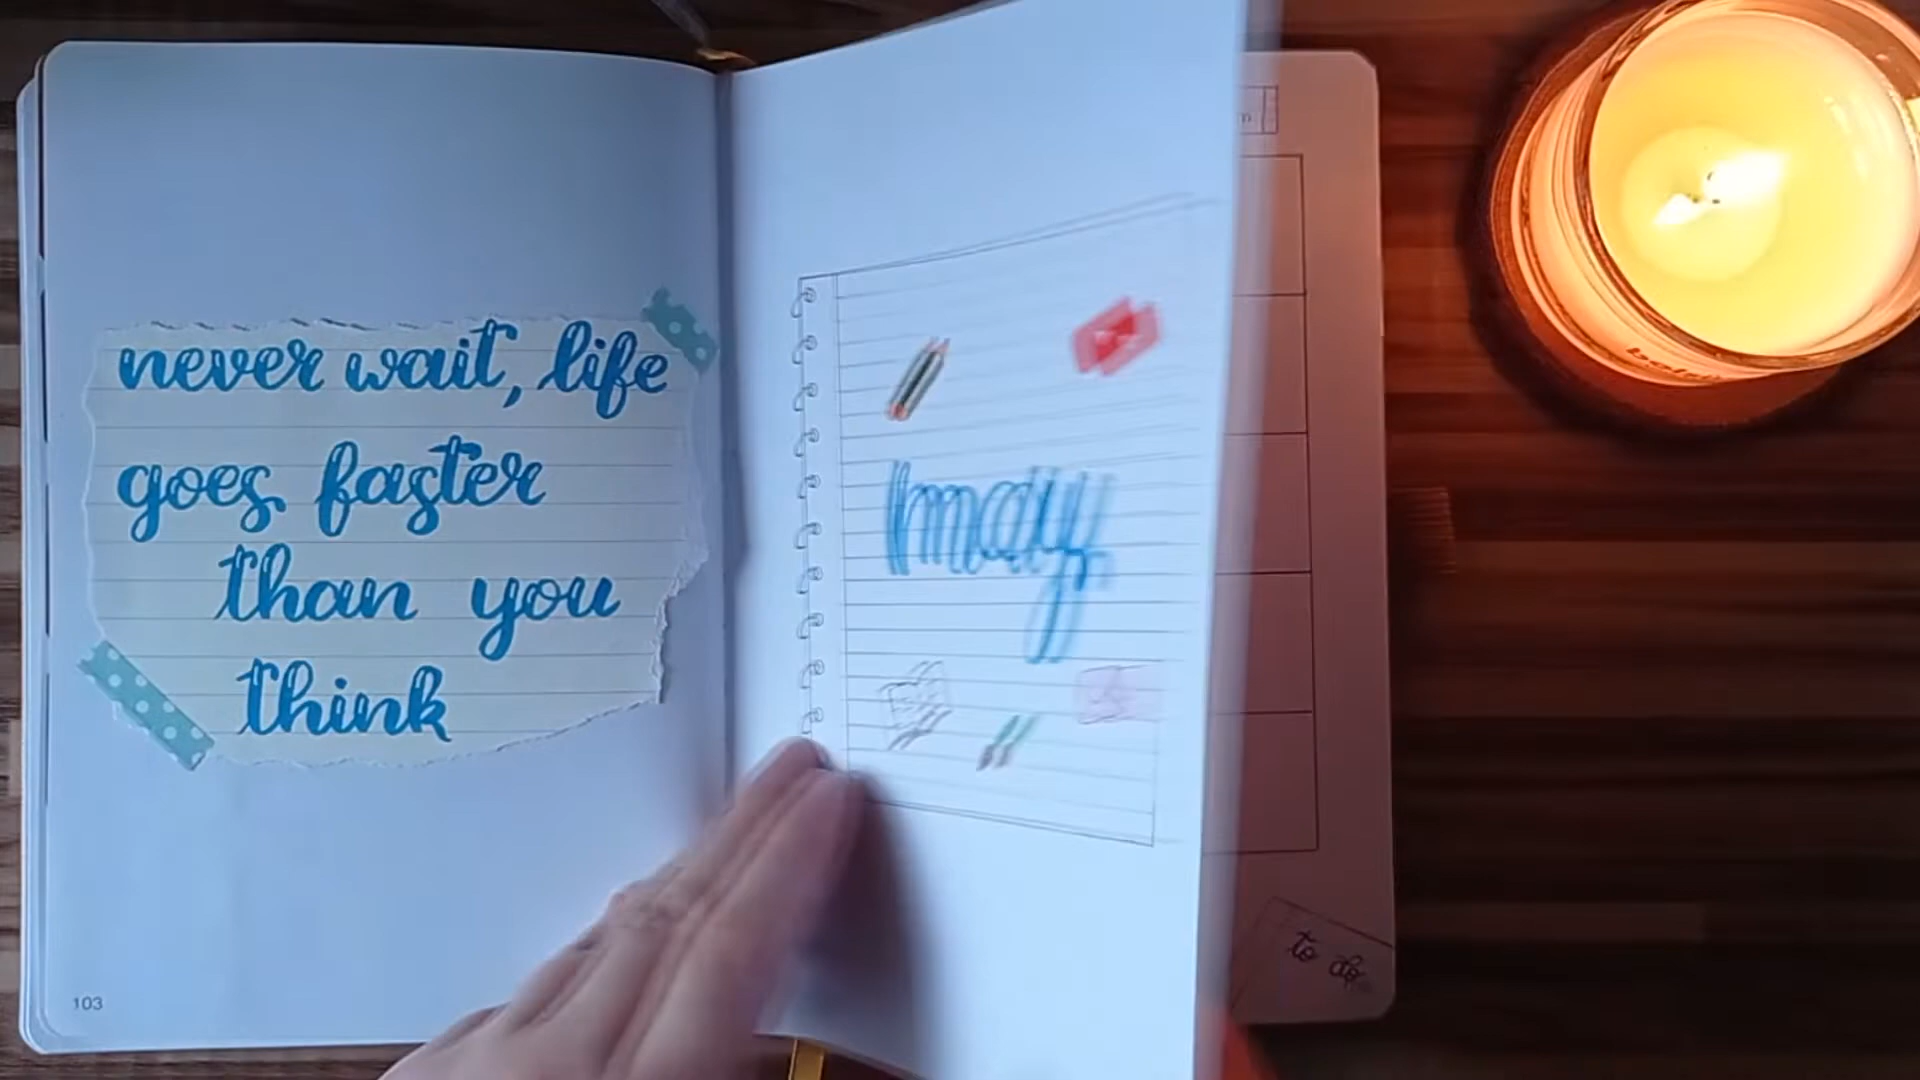 never wait, life
goes faster
than you
think
103
may
to do